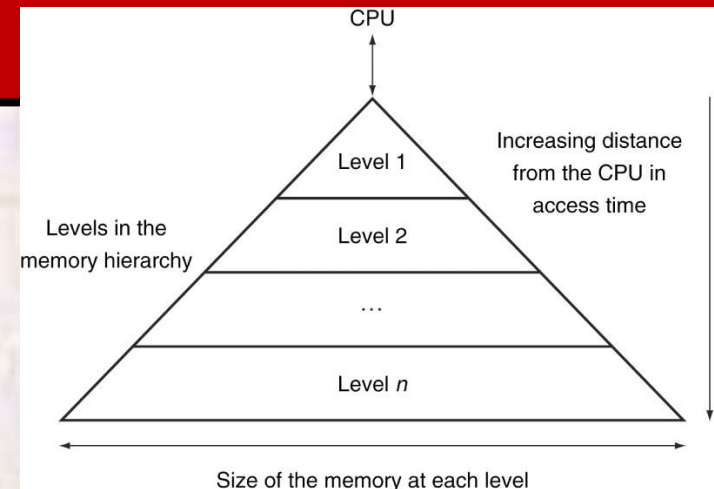 CPU
Level 1
Increasing distance
from the CPU in
access time
Levels in the
memory hierarchy
Level 2
...
Level n
Size of the memory at each level